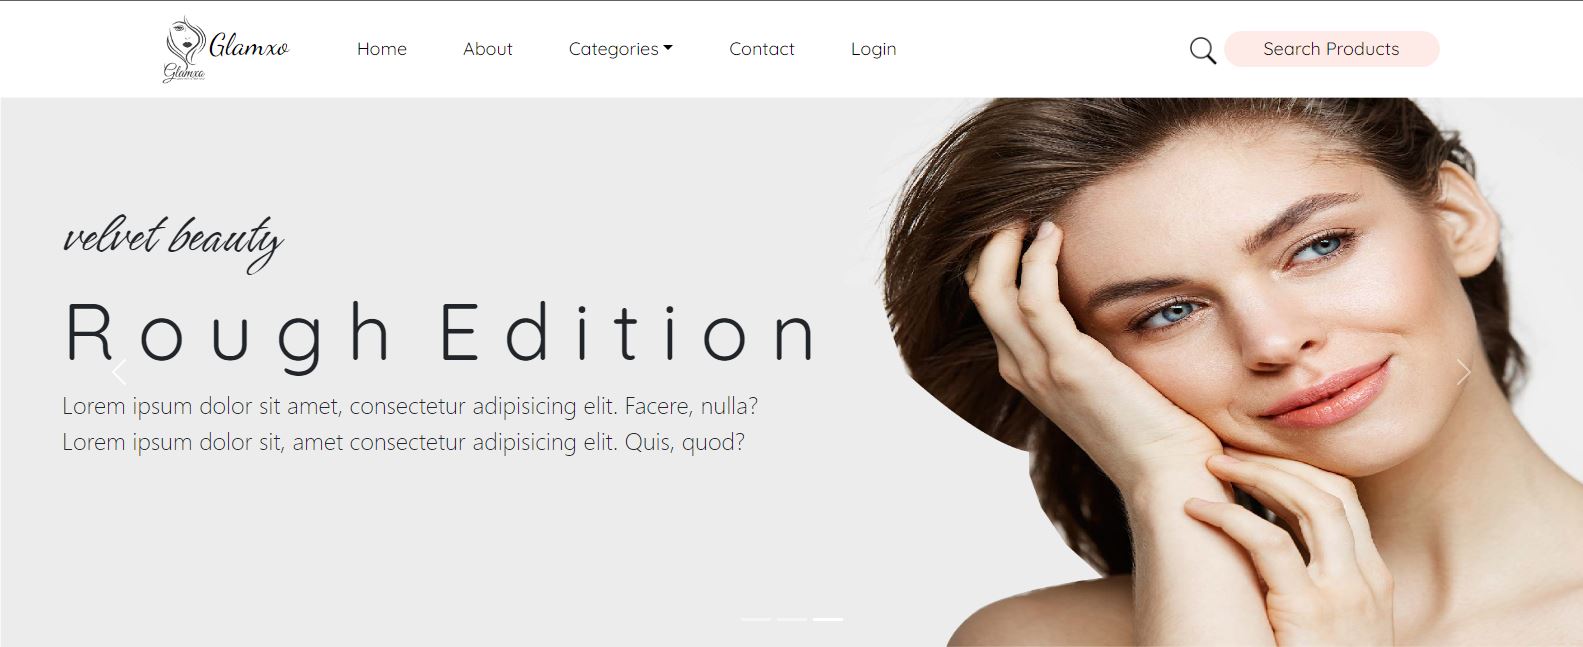 Glamxo
Glamxo
Home About Categories Contact Login Search Products
velvet beauty
Rough Edition
Lorem ipsum dolor sit amet, consectetur adipisicing elit. Facere, nulla?
Lorem ipsum dolor sit, amet consectetur adipisicing elit. Quis, quod?